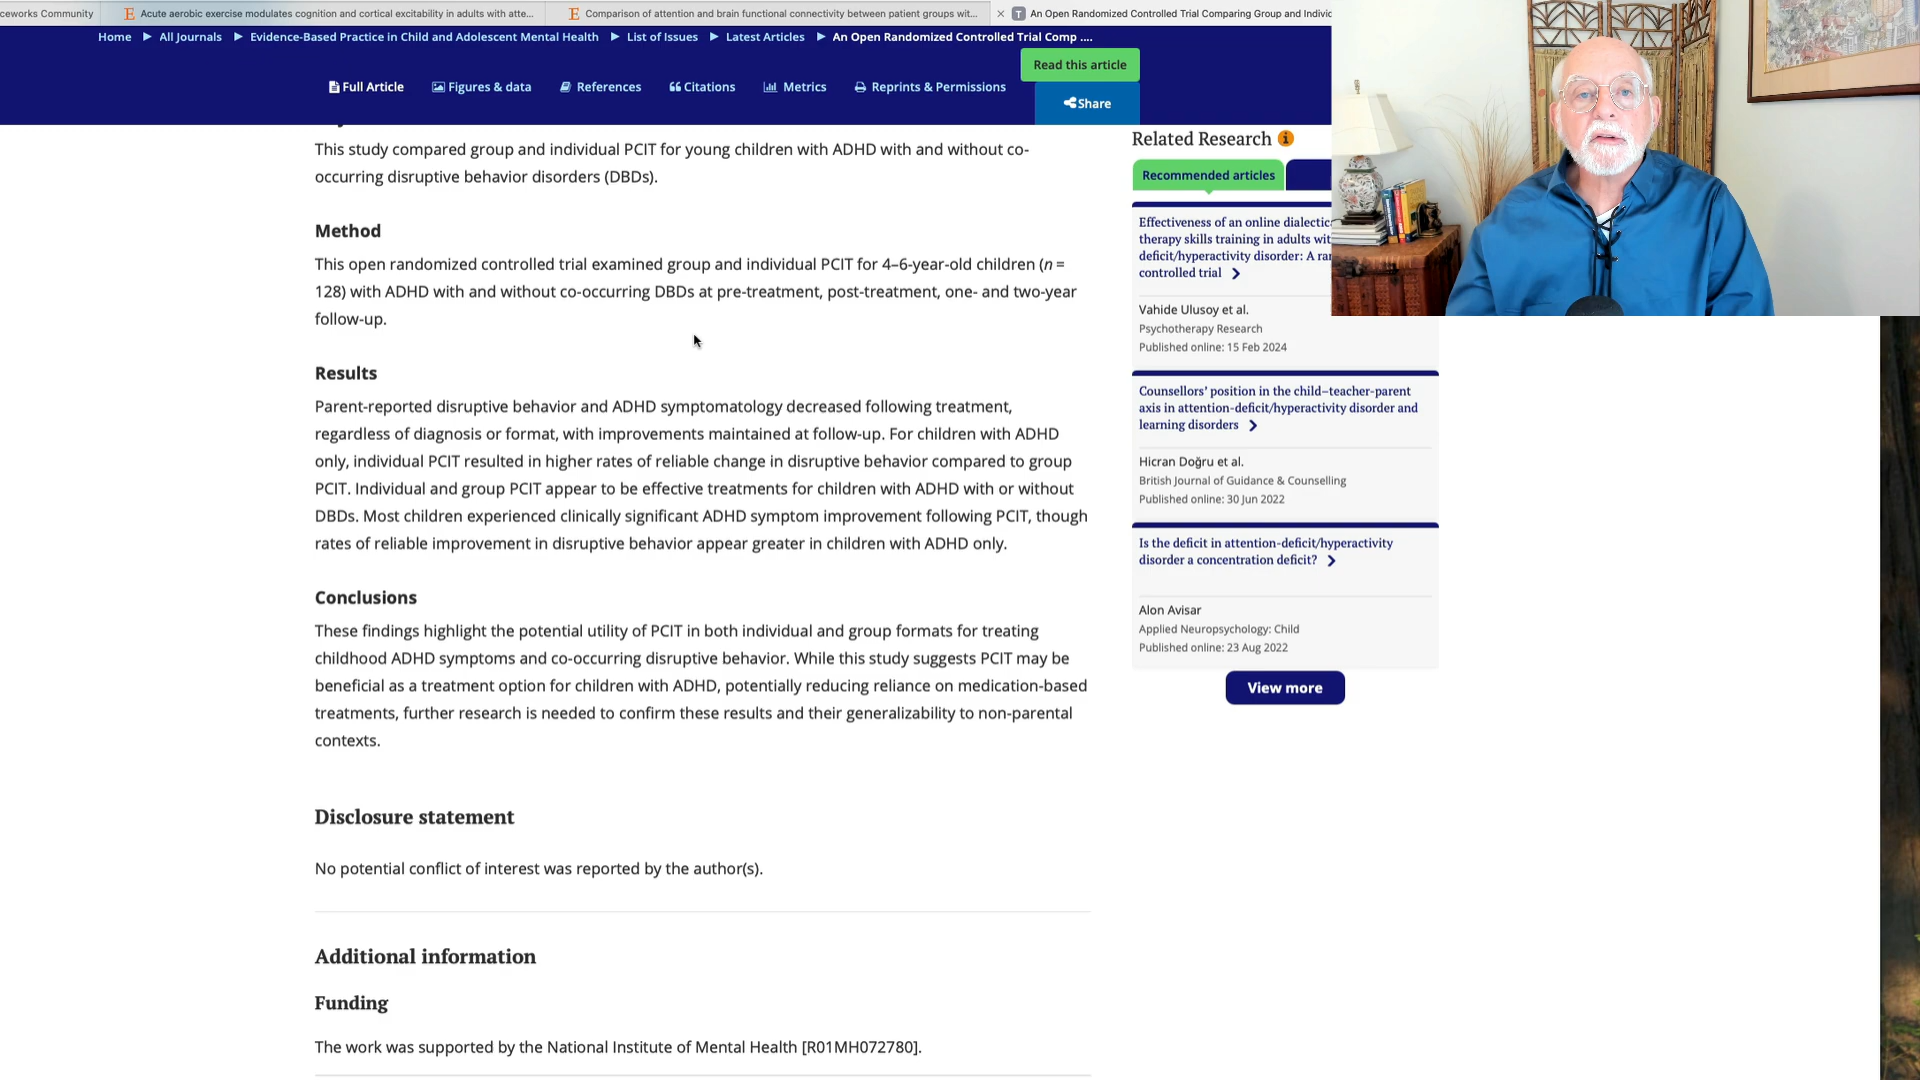 ceworks Community
Acute aerobic exercise modulates cognition and cortical excitability in adults with atte...
Comparison of attention and brain functional connectivity between patient groups wit...
An Open Randomized Controlled Trial Comparing Group and Individ
Home ▶ All Journals ▶ Evidence-Based Practice in Child and Adolescent Mental Health ▶ List of Issues ▶ Latest Articles ▶ An Open Randomized Controlled Trial Comp ....
Read this article
Full Article Figures & data References Citations Metrics Reprints & Permissions
Share
This study compared group and individual PCIT for young children with ADHD with and without co-
occurring disruptive behavior disorders (DBDs).
Method
This open randomized controlled trial examined group and individual PCIT for 4–6-year-old children (n =
128) with ADHD with and without co-occurring DBDs at pre-treatment, post-treatment, one- and two-year
follow-up.
Results
Parent-reported disruptive behavior and ADHD symptomatology decreased following treatment,
regardless of diagnosis or format, with improvements maintained at follow-up. For children with ADHD
only, individual PCIT resulted in higher rates of reliable change in disruptive behavior compared to group
PCIT. Individual and group PCIT appear to be effective treatments for children with ADHD with or without
DBDs. Most children experienced clinically significant ADHD symptom improvement following PCIT, though
rates of reliable improvement in disruptive behavior appear greater in children with ADHD only.
Conclusions
These findings highlight the potential utility of PCIT in both individual and group formats for treating
childhood ADHD symptoms and co-occurring disruptive behavior. While this study suggests PCIT may be
beneficial as a treatment option for children with ADHD, potentially reducing reliance on medication-based
treatments, further research is needed to confirm these results and their generalizability to non-parental
contexts.
Disclosure statement
No potential conflict of interest was reported by the author(s).
Additional information
Funding
The work was supported by the National Institute of Mental Health [R01MH072780].
Related Research
Recommended articles
Effectiveness of an online dialectic
therapy skills training in adults wit
deficit/hyperactivity disorder: A ra
controlled trial
Vahide Ulusoy et al.
Psychotherapy Research
Published online: 15 Feb 2024
Counsellors' position in the child–teacher-parent
axis in attention-deficit/hyperactivity disorder and
learning disorders
Hicran Doğru et al.
British Journal of Guidance & Counselling
Published online: 30 Jun 2022
Is the deficit in attention-deficit/hyperactivity
disorder a concentration deficit?
Alon Avisar
Applied Neuropsychology: Child
Published online: 23 Aug 2022
View more